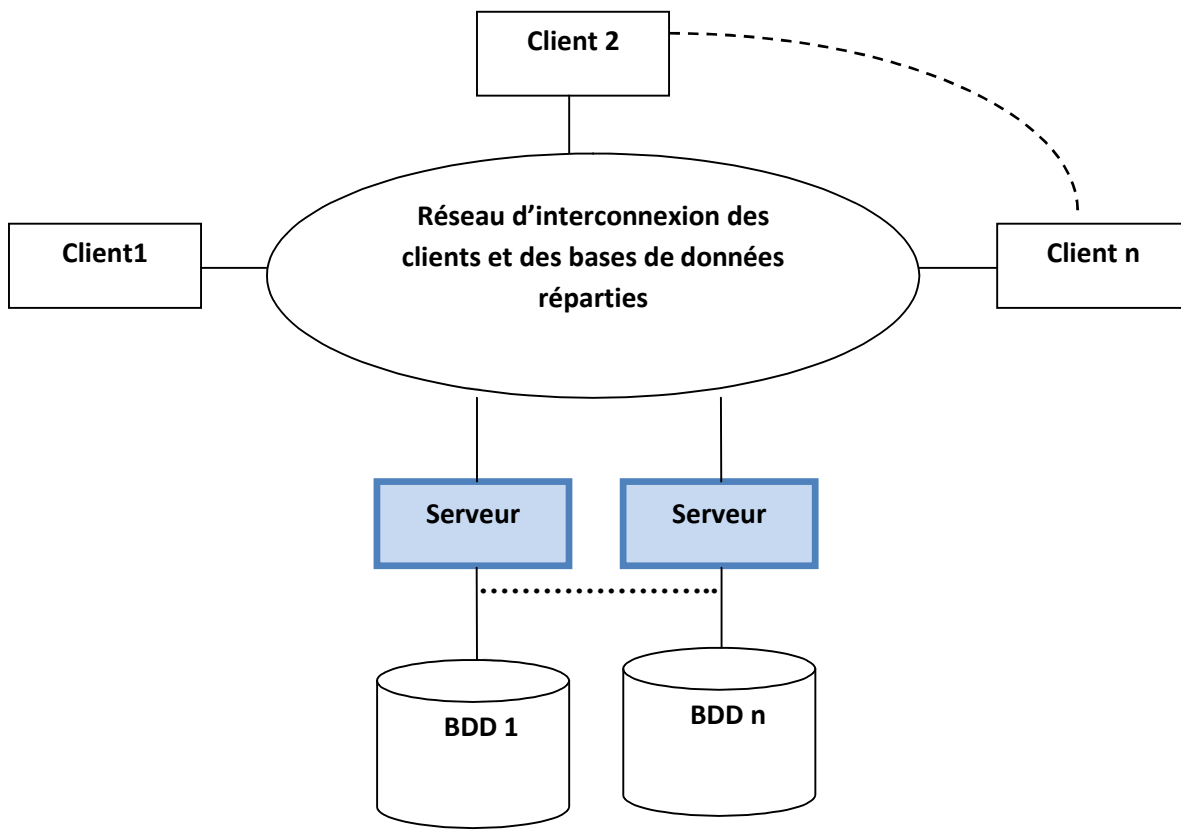 Client 2
Réseau d’interconnexion des
clients et des bases de données
réparties
Client1
Client n
Serveur
Serveur
BDD 1
BDD n